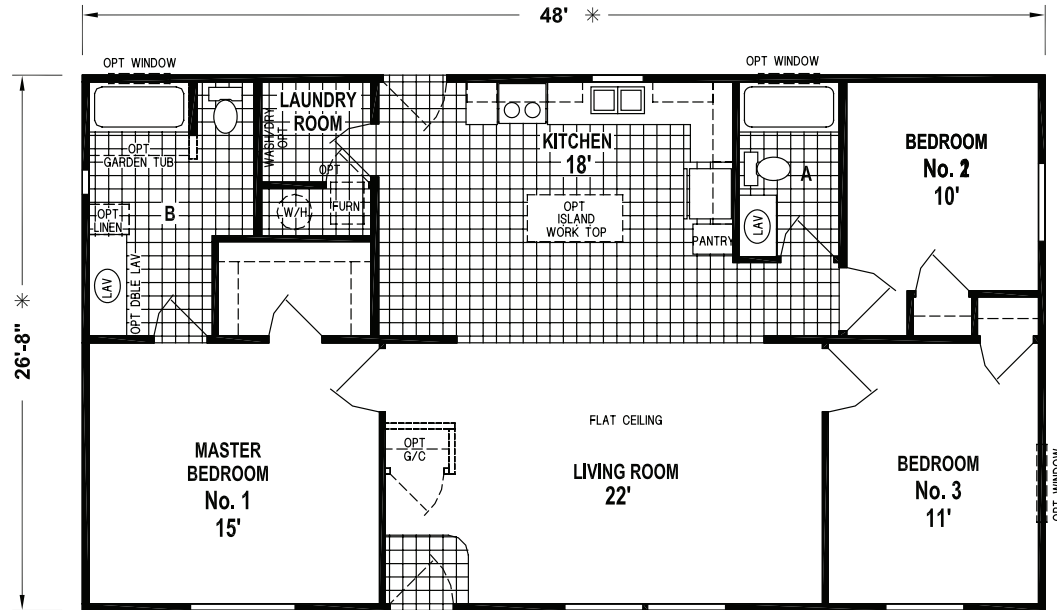 48' ✳
OPT WINDOW
OPT WINDOW
26'-8" ✳
LAUNDRY
ROOM
WASH/DRY
OPT
OPT
GARDEN TUB
B
OPT
LINEN
LAV
OPT DBLE LAV
OPT
W/H
FURN
KITCHEN
18'
OPT
ISLAND
WORK TOP
PANTRY
A
LAV
BEDROOM
No. 2
10'
MASTER
BEDROOM
No. 1
15'
OPT
G/C
FLAT CEILING
LIVING ROOM
22'
BEDROOM
No. 3
11'
OPT WINDOW